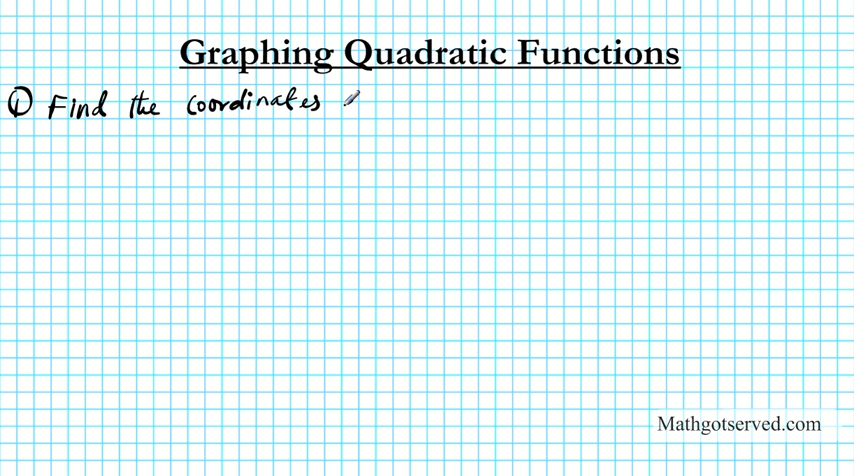 Graphing Quadratic Functions
① Find the coordinates
Mathgotserved.com